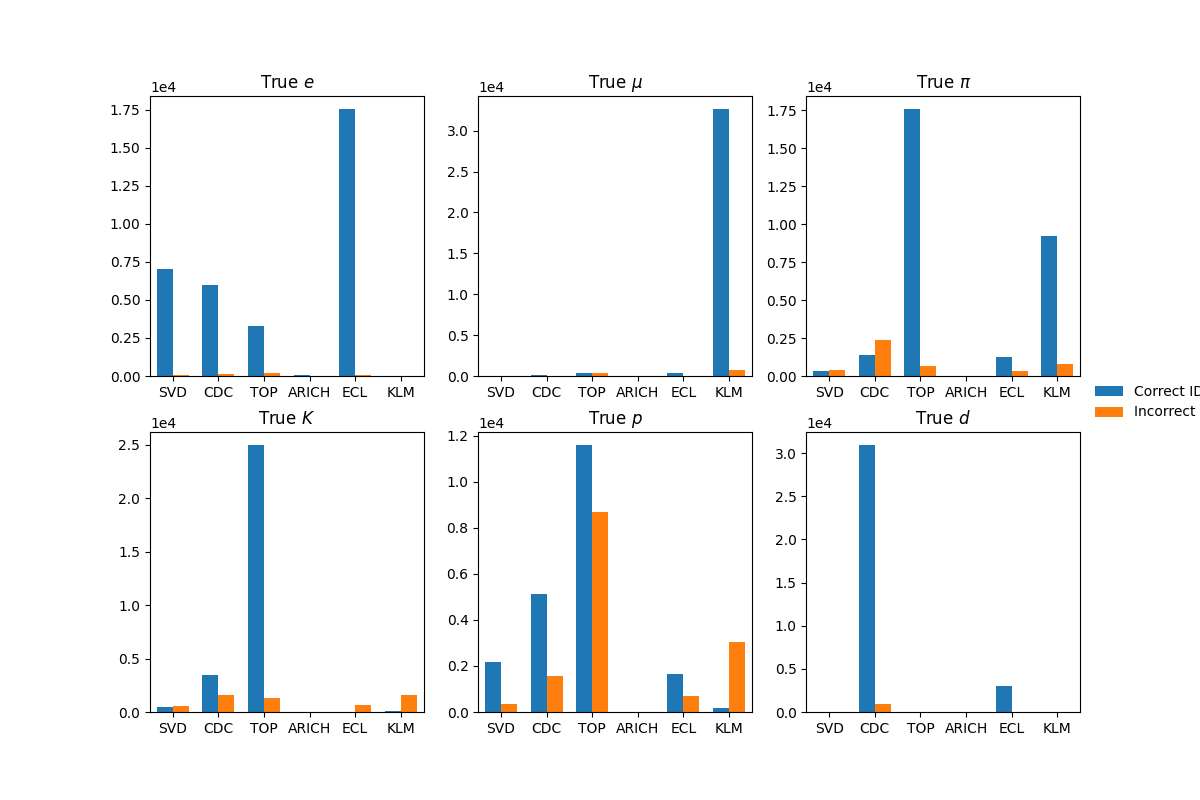 True e
1e4
1.75
1.50
1.25
1.00
0.75
0.50
0.25
0.00
SVD CDC TOP ARICH ECL KLM
True μ
1e4
3.0
2.5
2.0
1.5
1.0
0.5
0.0
SVD CDC TOP ARICH ECL KLM
True π
1e4
1.75
1.50
1.25
1.00
0.75
0.50
0.25
0.00
SVD CDC TOP ARICH ECL KLM
Correct ID
Incorrect
True K
1e4
2.5
2.0
1.5
1.0
0.5
0.0
SVD CDC TOP ARICH ECL KLM
True p
1e4
1.2
1.0
0.8
0.6
0.4
0.2
0.0
SVD CDC TOP ARICH ECL KLM
True d
1e4
3.0
2.5
2.0
1.5
1.0
0.5
0.0
SVD CDC TOP ARICH ECL KLM